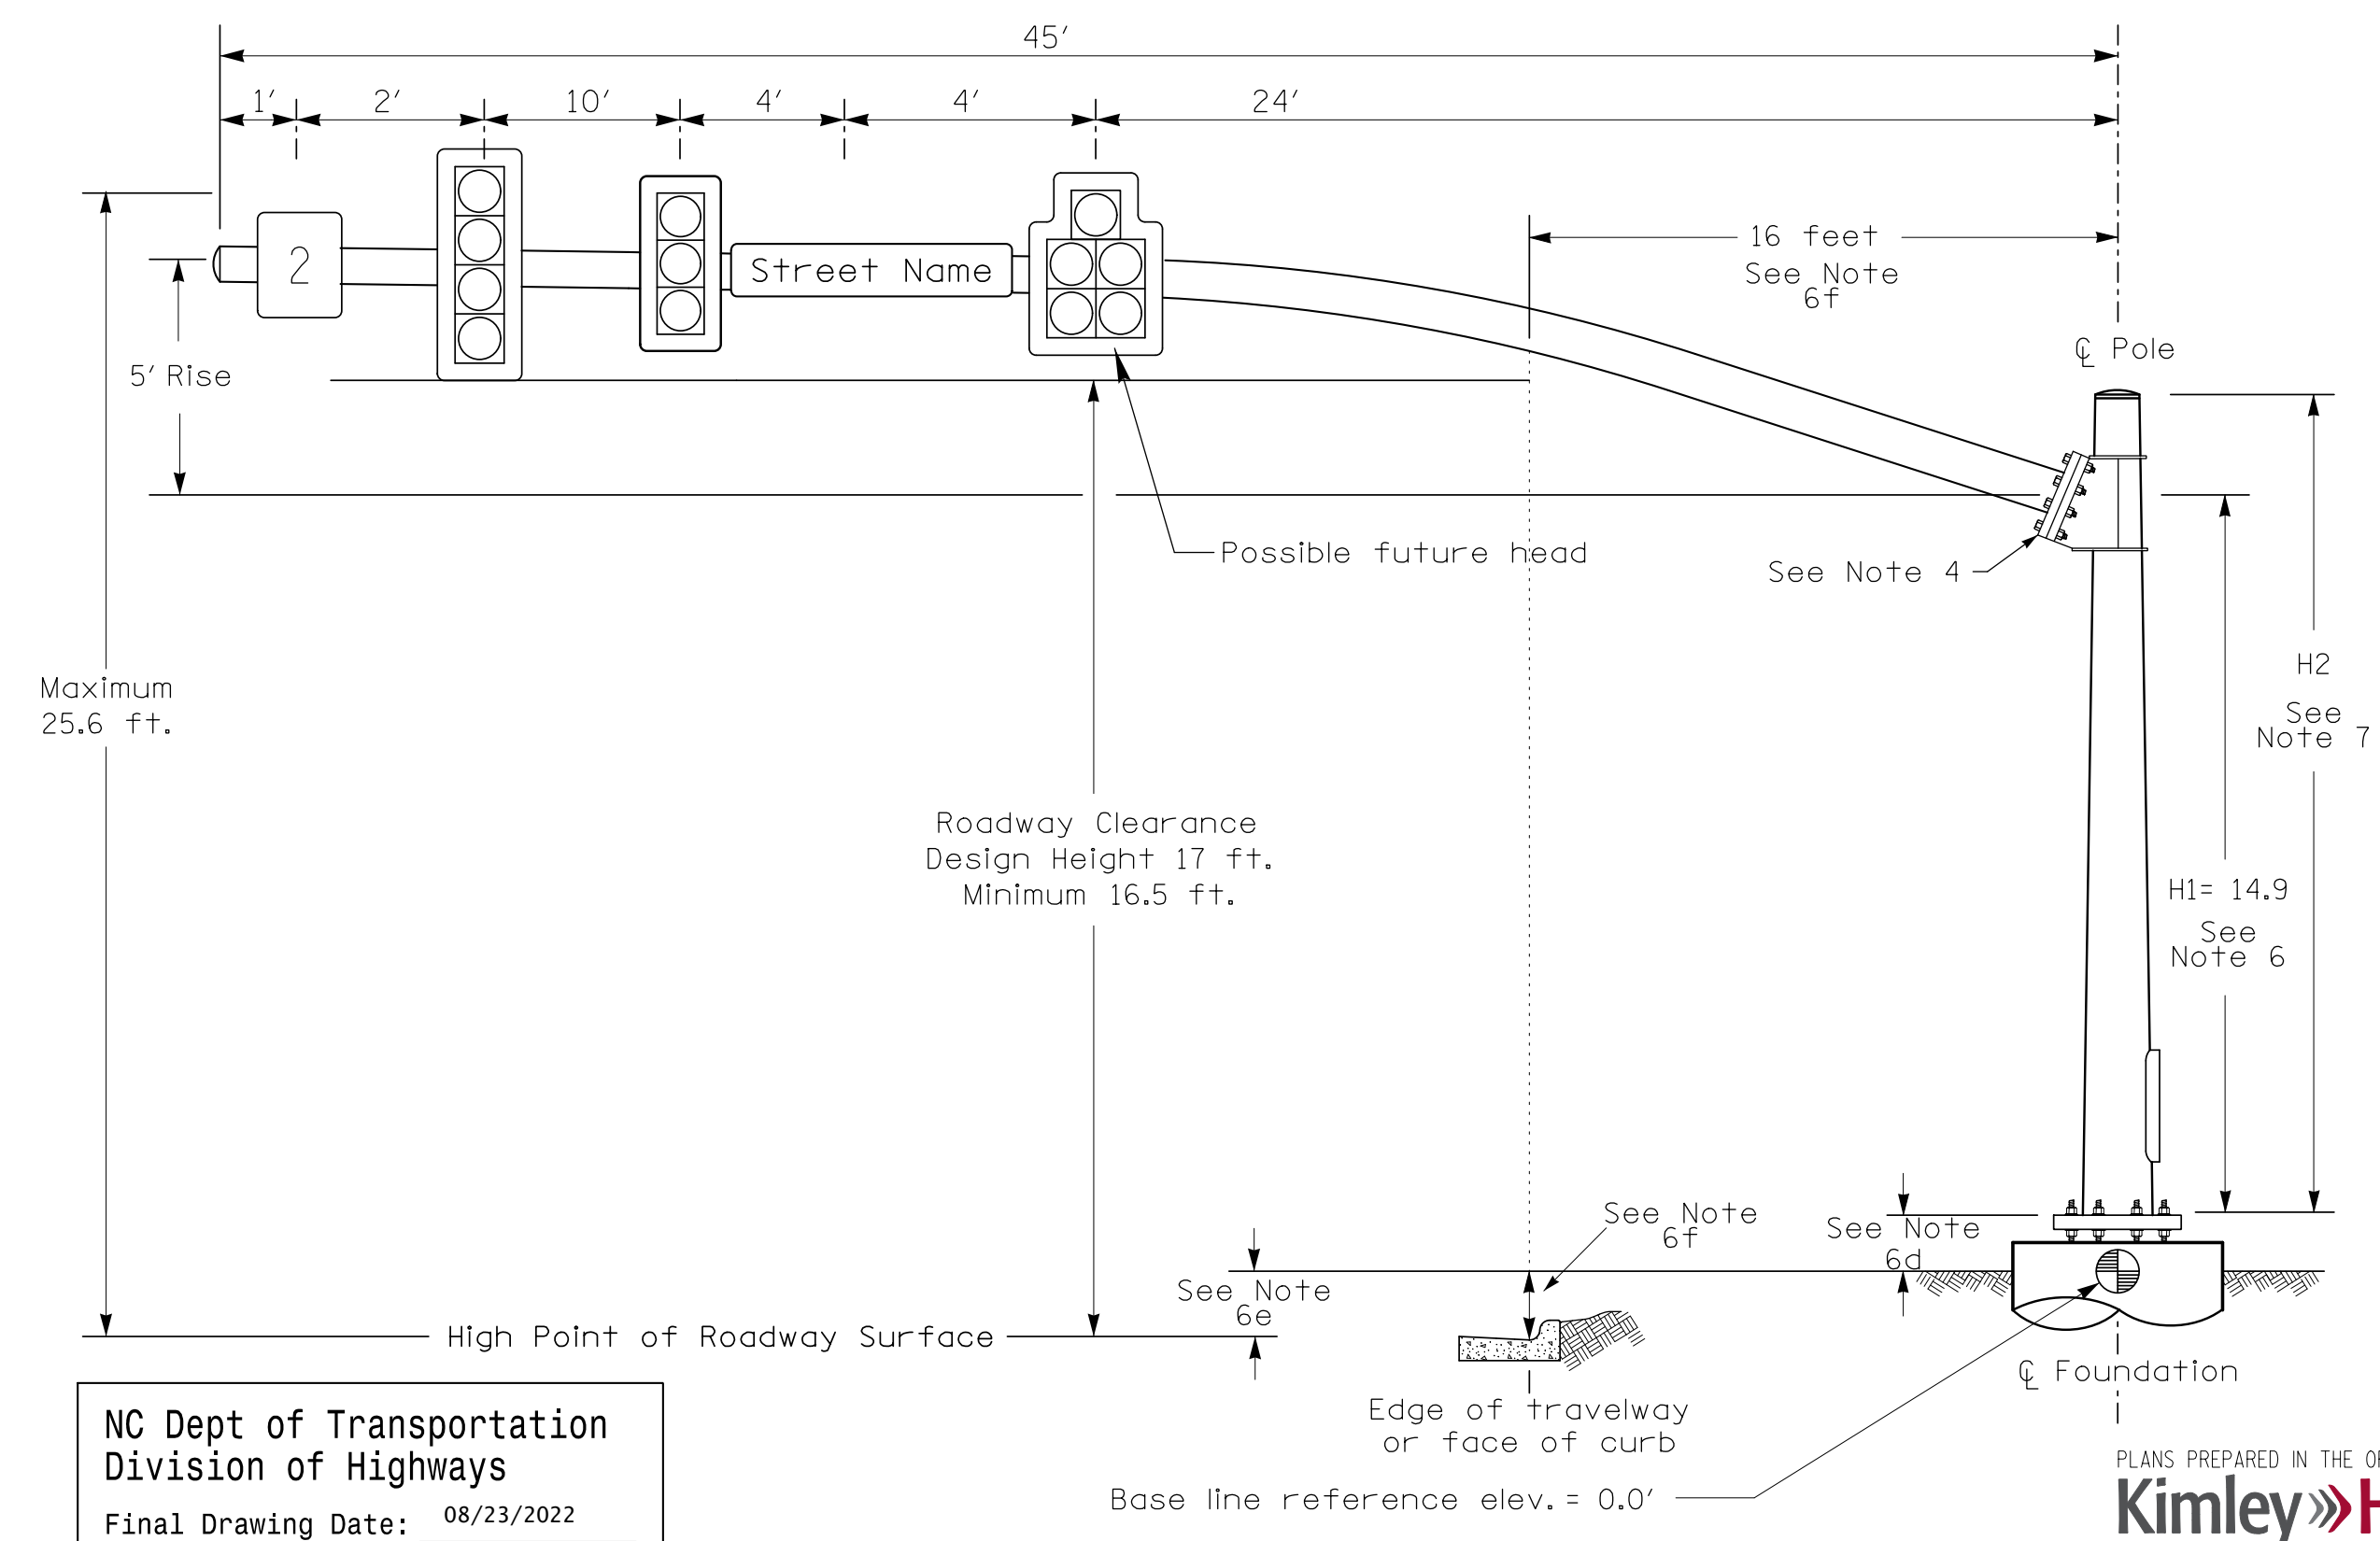 45'
1' 2' 10' 4' 4' 24'
2
Street Name
16 feet
See Note
6f
℄ Pole
5' Rise
Possible future head
See Note 4
Maximum
25.6 ft.
H2
See
Note 7
Roadway Clearance
Design Height 17 ft.
Minimum 16.5 ft.
H1= 14.9
See
Note 6
See Note
6f
See Note
6d
See Note
6e
High Point of Roadway Surface
℄ Foundation
Edge of travelway
or face of curb
Base line reference elev. = 0.0'
NC Dept of Transportation
Division of Highways
Final Drawing Date: 08/23/2022
PLANS PREPARED IN THE
Kimley»H